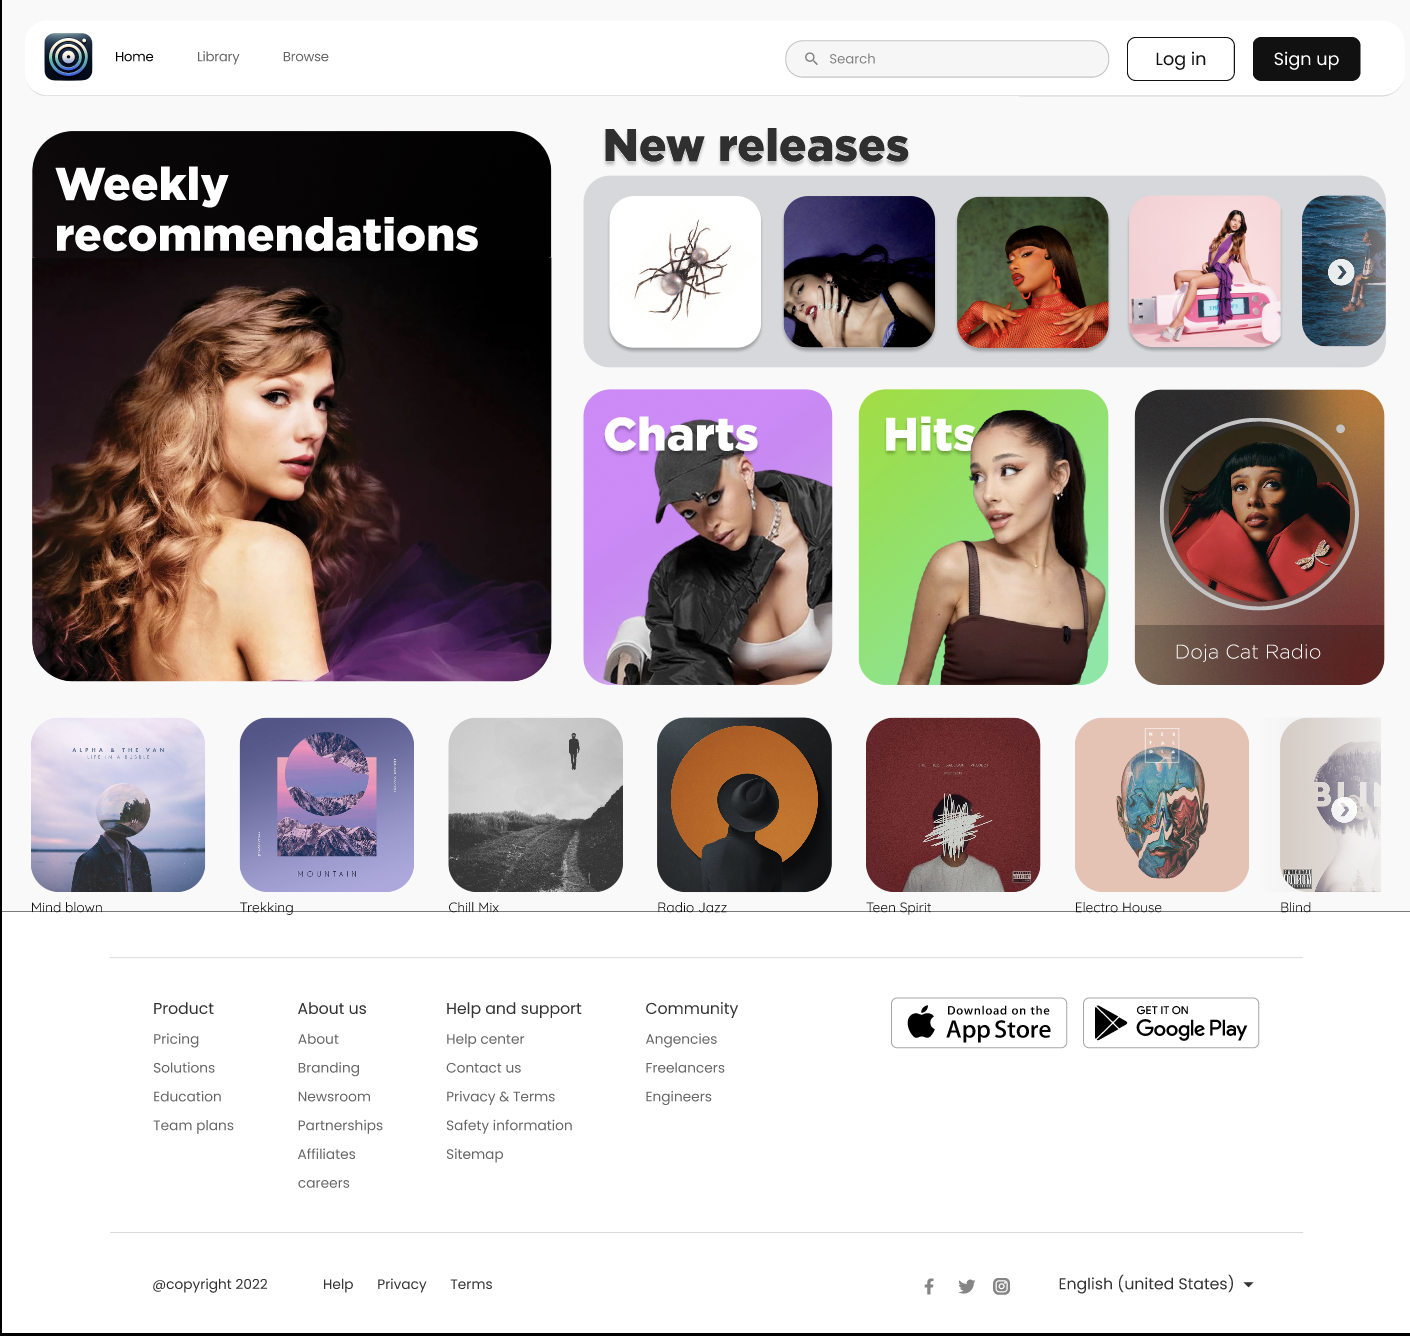 Home
Library
Browse
Search
Log in
Sign up
Weekly
recommendations
New releases
Charts
Hits
Doja Cat Radio
ALPHA & THE VAN
LIFE IN A BUBBLE
MOUNTAIN
BLIN
Mind blown
Trekking
Chill Mix
Radio Jazz
Teen Spirit
Electro House
Blind
Product
Pricing
Solutions
Education
Team plans
About us
About
Branding
Newsroom
Partnerships
Affiliates
careers
Help and support
Help center
Contact us
Privacy & Terms
Safety information
Sitemap
Community
Angencies
Freelancers
Engineers
Download on the
App Store
GET IT ON
Google Play
@copyright 2022
Help
Privacy
Terms
English (united States)